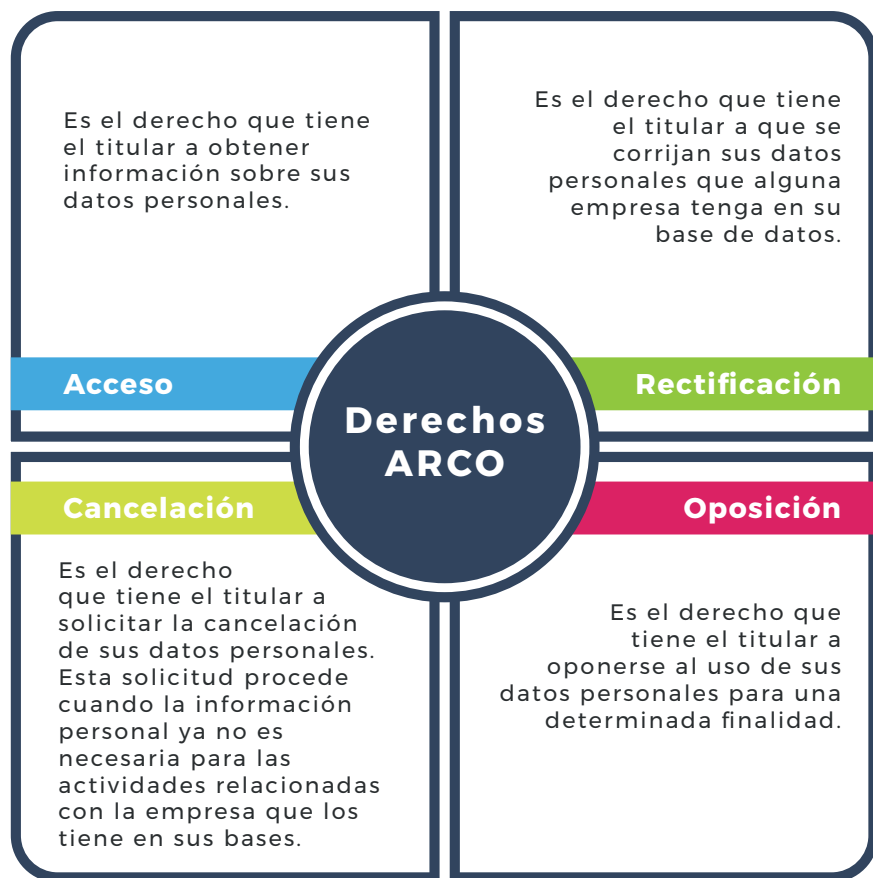 Es el derecho que tiene
el titular a obtener
información sobre sus
datos personales.
Acceso
Es el derecho que tiene
el titular a que se
corrijan sus datos
personales que alguna
empresa tenga en su
base de datos.
Rectificación
Derechos
ARCO
Cancelación
Es el derecho
que tiene el titular a
solicitar la cancelación
de sus datos personales.
Esta solicitud procede
cuando la información
personal ya no es
necesaria para las
actividades relacionadas
con la empresa que los
tiene en sus bases.
Oposición
Es el derecho que
tiene el titular a
oponerse al uso de sus
datos personales para una
determinada finalidad.